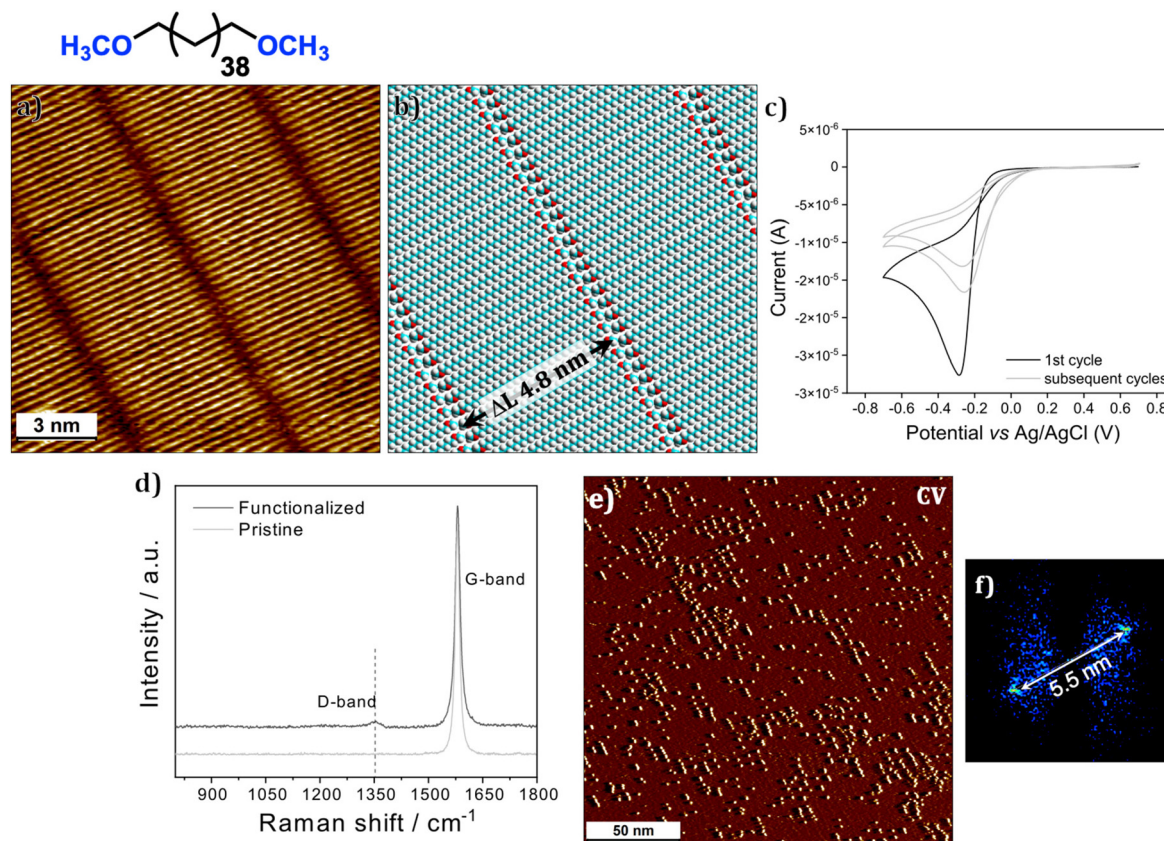 H3CO OCH3
38
a)
3 nm
b)
ΔL 4.8 nm
c)
5×10-6
0
-5×10-6
-1×10-5
-2×10-5
-2×10-5
-3×10-5
-3×10-5
Current (A)
1st cycle
subsequent cycles
-0.8 -0.6 -0.4 -0.2 0.0 0.2 0.4 0.6 0.8
Potential vs Ag/AgCl (V)
d)
Functionalized
Pristine
G-band
D-band
Intensity / a.u.
900 1050 1200 1350 1500 1650 1800
Raman shift / cm-1
e)
CV
50 nm
f)
5.5 nm